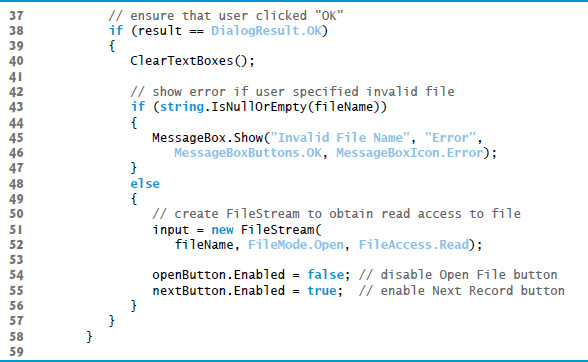 37 // ensure that user clicked "OK"
38 if (result == DialogResult.OK)
39 {
40 ClearTextBoxes();
41
42 // show error if user specified invalid file
43 if (string.IsNullOrEmpty(fileName))
44 {
45 MessageBox.Show("Invalid File Name", "Error",
46 MessageBoxButtons.OK, MessageBoxIcon.Error);
47 }
48 else
49 {
50 // create FileStream to obtain read access to file
51 input = new FileStream(
52 fileName, FileMode.Open, FileAccess.Read);
53
54 openButton.Enabled = false; // disable Open File button
55 nextButton.Enabled = true; // enable Next Record button
56 }
57 }
58 }
59